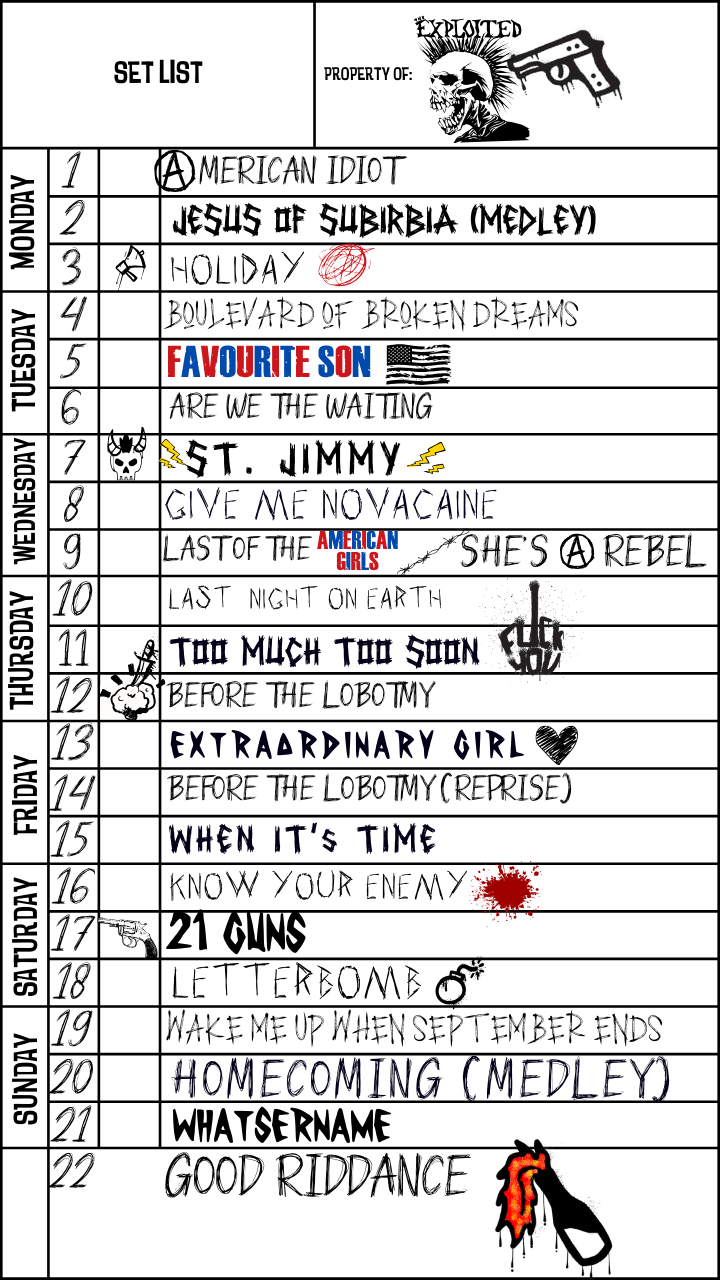 SET LIST
PROPERTY OF:
THE EXPLOITED
MONDAY
1 AMERICAN IDIOT
2 JESUS OF SUBIRBIA (MEDLEY)
3 HOLIDAY
TUESDAY
4 BOULEVARD OF BROKEN DREAMS
5 FAVOURITE SON
6 ARE WE THE WAITING
WEDNESDAY
7 ST. JIMMY
8 GIVE ME NOVACAINE
9 LAST OF THE AMERICAN GIRLS SHE'S A REBEL
THURSDAY
10 LAST NIGHT ON EARTH
FUCK YOU
11 TOO MUCH TOO SOON
12 BEFORE THE LOBOTMY
FRIDAY
13 EXTRAORDINARY GIRL
14 BEFORE THE LOBOTMY (REPRISE)
15 WHEN IT's TIME
SATURDAY
16 KNOW YOUR ENEMY
17 21 GUNS
18 LETTERBOMB
SUNDAY
19 WAKE ME UP WHEN SEPTEMBER ENDS
20 HOMECOMING (MEDLEY)
21 WHATSERNAME
22 GOOD RIDDANCE